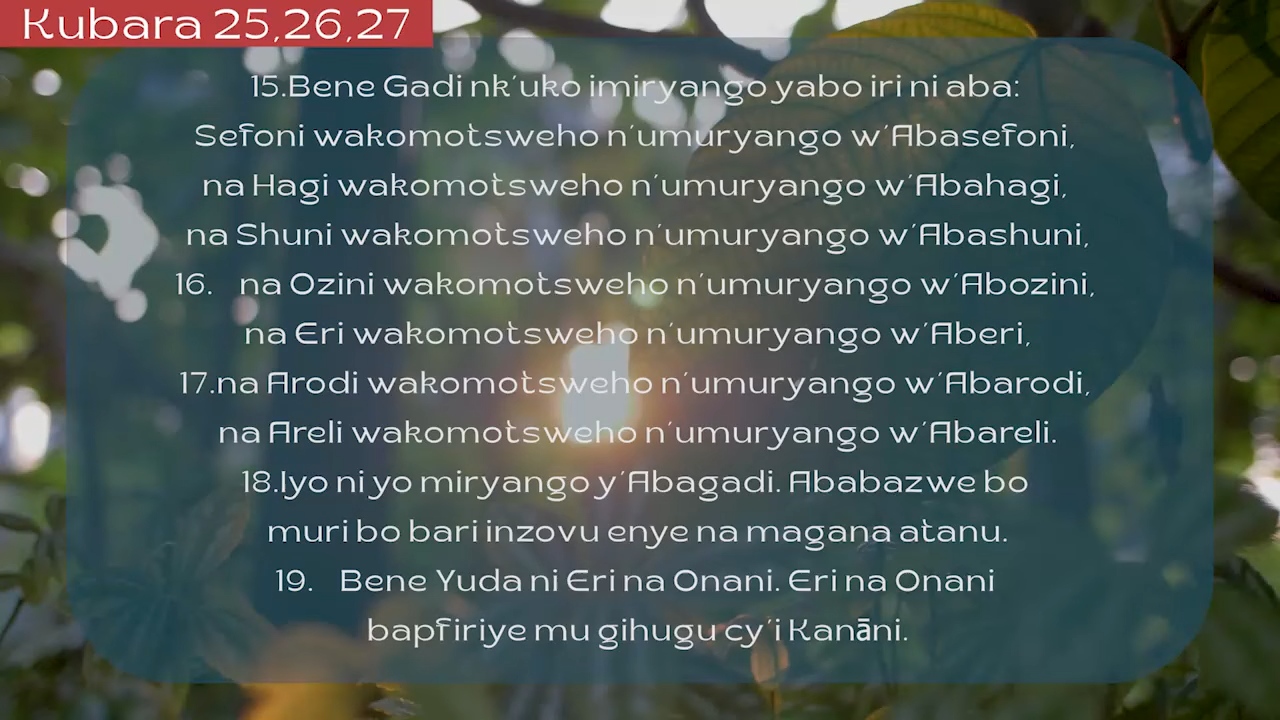 Kubara 25,26,27
15.Bene Gadi nk'uko imiryango yabo iri ni aba:
Sefoni wakomotsweho n'umuryango w'Abasefoni,
na Hagi wakomotsweho n'umuryango w'Abahagi,
na Shuni wakomotsweho n'umuryango w'Abashuni,
16. na Ozini wakomotsweho n'umuryango w'Abozini,
na Eri wakomotsweho n'umuryango w'Aberi,
17.na Arodi wakomotsweho n'umuryango w'Abarodi,
na Areli wakomotsweho n'umuryango w'Abareli.
18.Iyo ni yo miryango y'Abagadi. Ababazwe bo
muri bo bari inzovu enye na magana atanu.
19. Bene Yuda ni Eri na Onani. Eri na Onani
bapfiriye mu gihugu cy'i Kanāni.